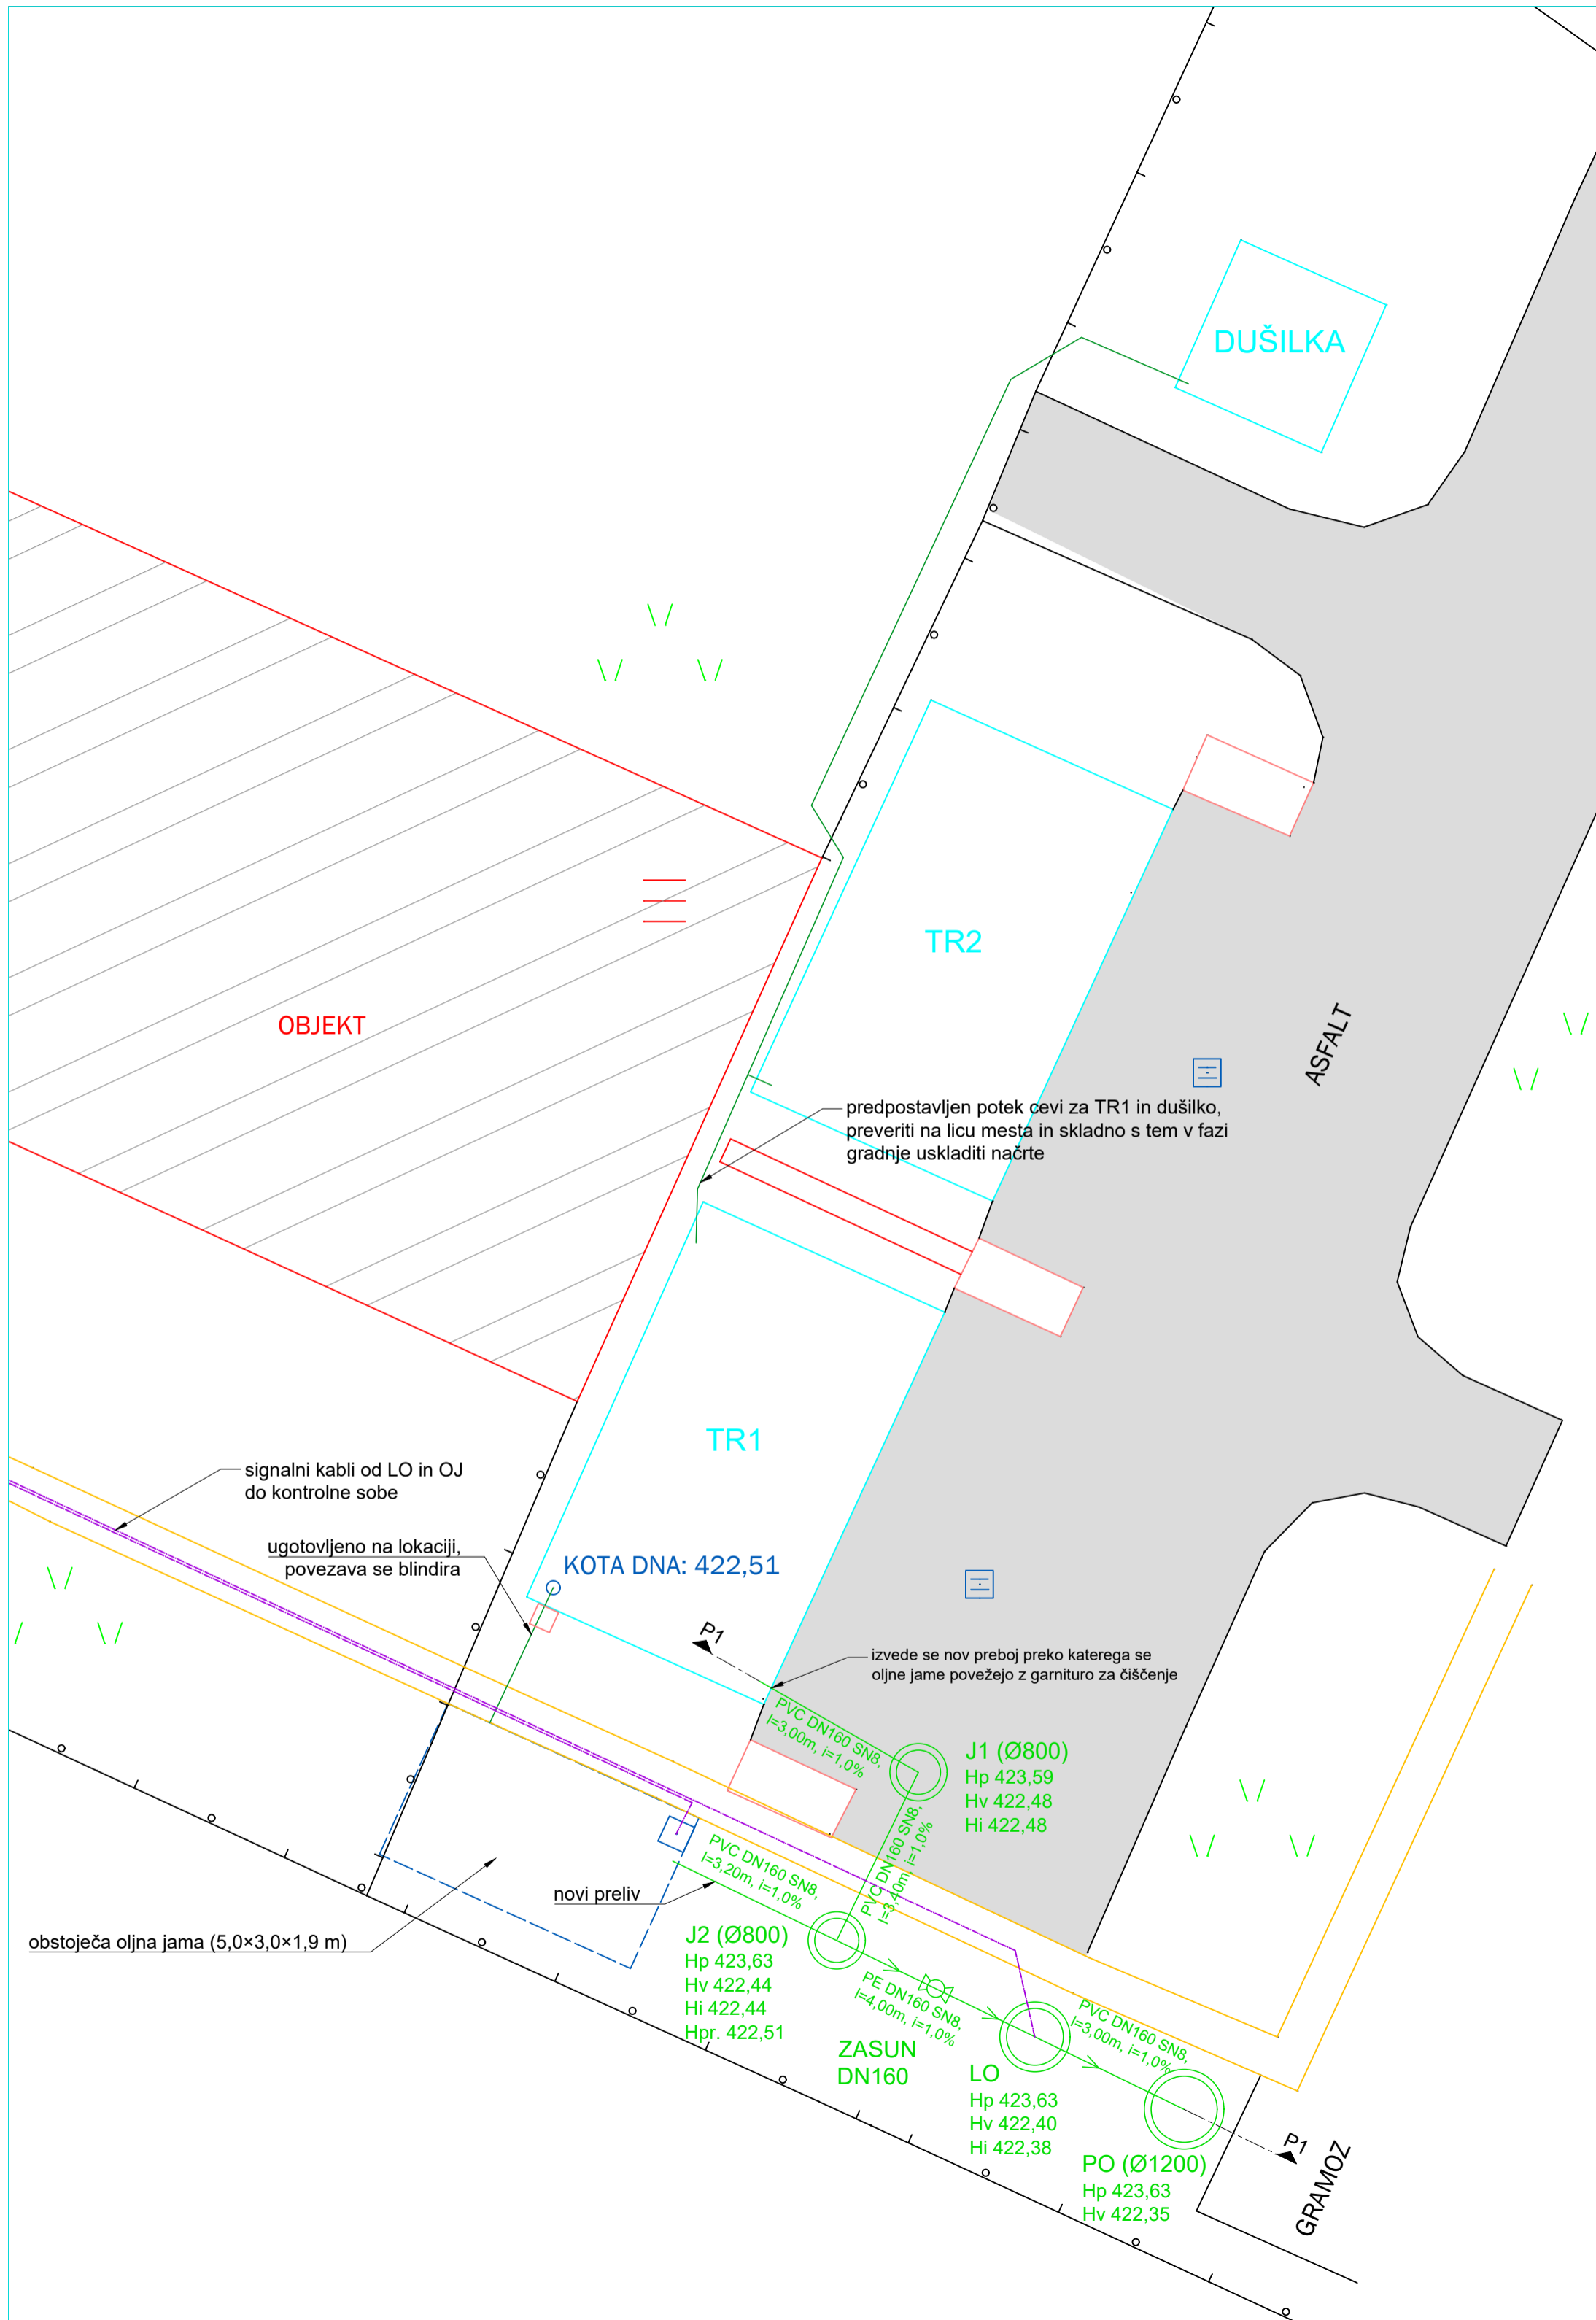 DUŠILKA
TR2
OBJEKT
ASFALT
predpostavljen potek cevi za TR1 in dušilko,
preveriti na licu mesta in skladno s tem v fazi
gradnje uskladiti načrte
TR1
signalni kabli od LO in OJ
do kontrolne sobe
ugotovljeno na lokaciji,
povezava se blindira
KOTA DNA: 422,51
P1
izvede se nov preboj preko katerega se
oljne jame povežejo z garnituro za čiščenje
PVC DN160 SN8,
l=3,00m, i=1,0%
J1 (Ø800)
Hp 423,59
Hv 422,48
Hi 422,48
PVC DN160 SN8,
l=3,40m, i=1,0%
PVC DN160 SN8,
l=3,20m, i=1,0%
novi preliv
obstoječa oljna jama (5,0×3,0×1,9 m)
J2 (Ø800)
Hp 423,63
Hv 422,44
Hi 422,44
Hpr. 422,51
PE DN160 SN8,
l=4,00m, i=1,0%
ZASUN
DN160
PVC DN160 SN8,
l=3,00m, i=1,0%
LO
Hp 423,63
Hv 422,40
Hi 422,38
P1
PO (Ø1200)
Hp 423,63
Hv 422,35
GRAMOZ